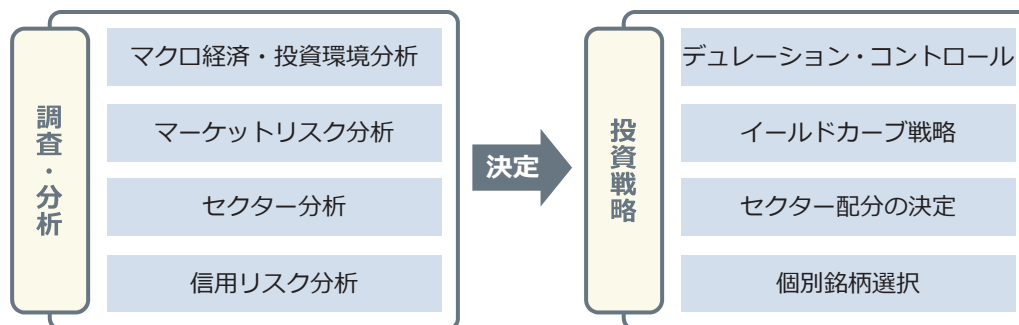 調査・分析
マクロ経済・投資環境分析
マーケットリスク分析
セクター分析
信用リスク分析
決定
投資戦略
デュレーション・コントロール
イールドカーブ戦略
セクター配分の決定
個別銘柄選択